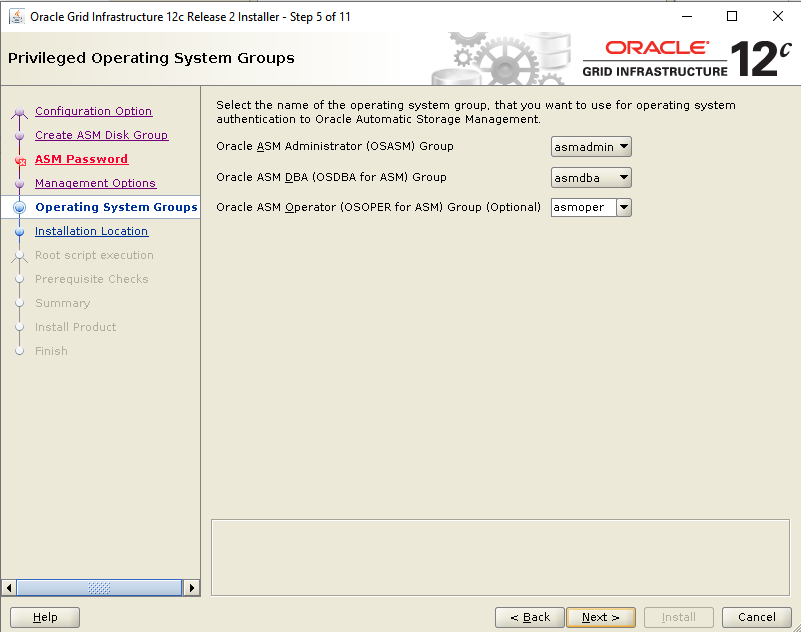 Oracle Grid Infrastructure 12c Release 2 Installer - Step 5 of 11
Privileged Operating System Groups
ORACLE
GRID INFRASTRUCTURE
12c
Configuration Option
Create ASM Disk Group
ASM Password
Management Options
Operating System Groups
Installation Location
Root script execution
Prerequisite Checks
Summary
Install Product
Finish
Select the name of the operating system group, that you want to use for operating system
authentication to Oracle Automatic Storage Management.
Oracle ASM Administrator (OSASM) Group asmadmin
Oracle ASM DBA (OSDBA for ASM) Group asmdba
Oracle ASM Operator (OSOPER for ASM) Group (Optional) asmoper
Help
< Back
Next >
Install
Cancel